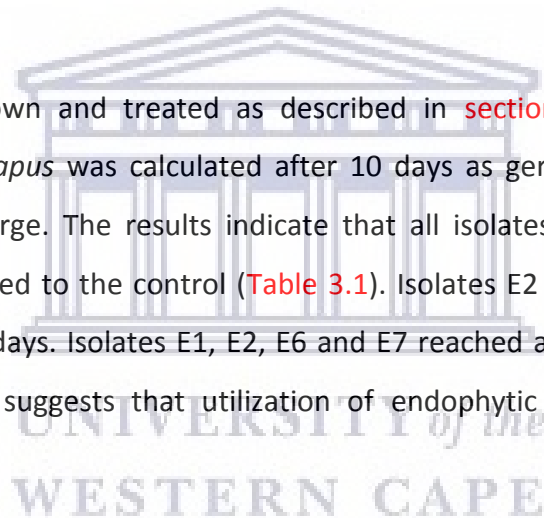 own and treated as described in section
apus was calculated after 10 days as ger
rge. The results indicate that all isolates
ed to the control (Table 3.1). Isolates E2
days. Isolates E1, E2, E6 and E7 reached a
suggests that utilization of endophytic
UNIVERSITY of the
WESTERN CAPE